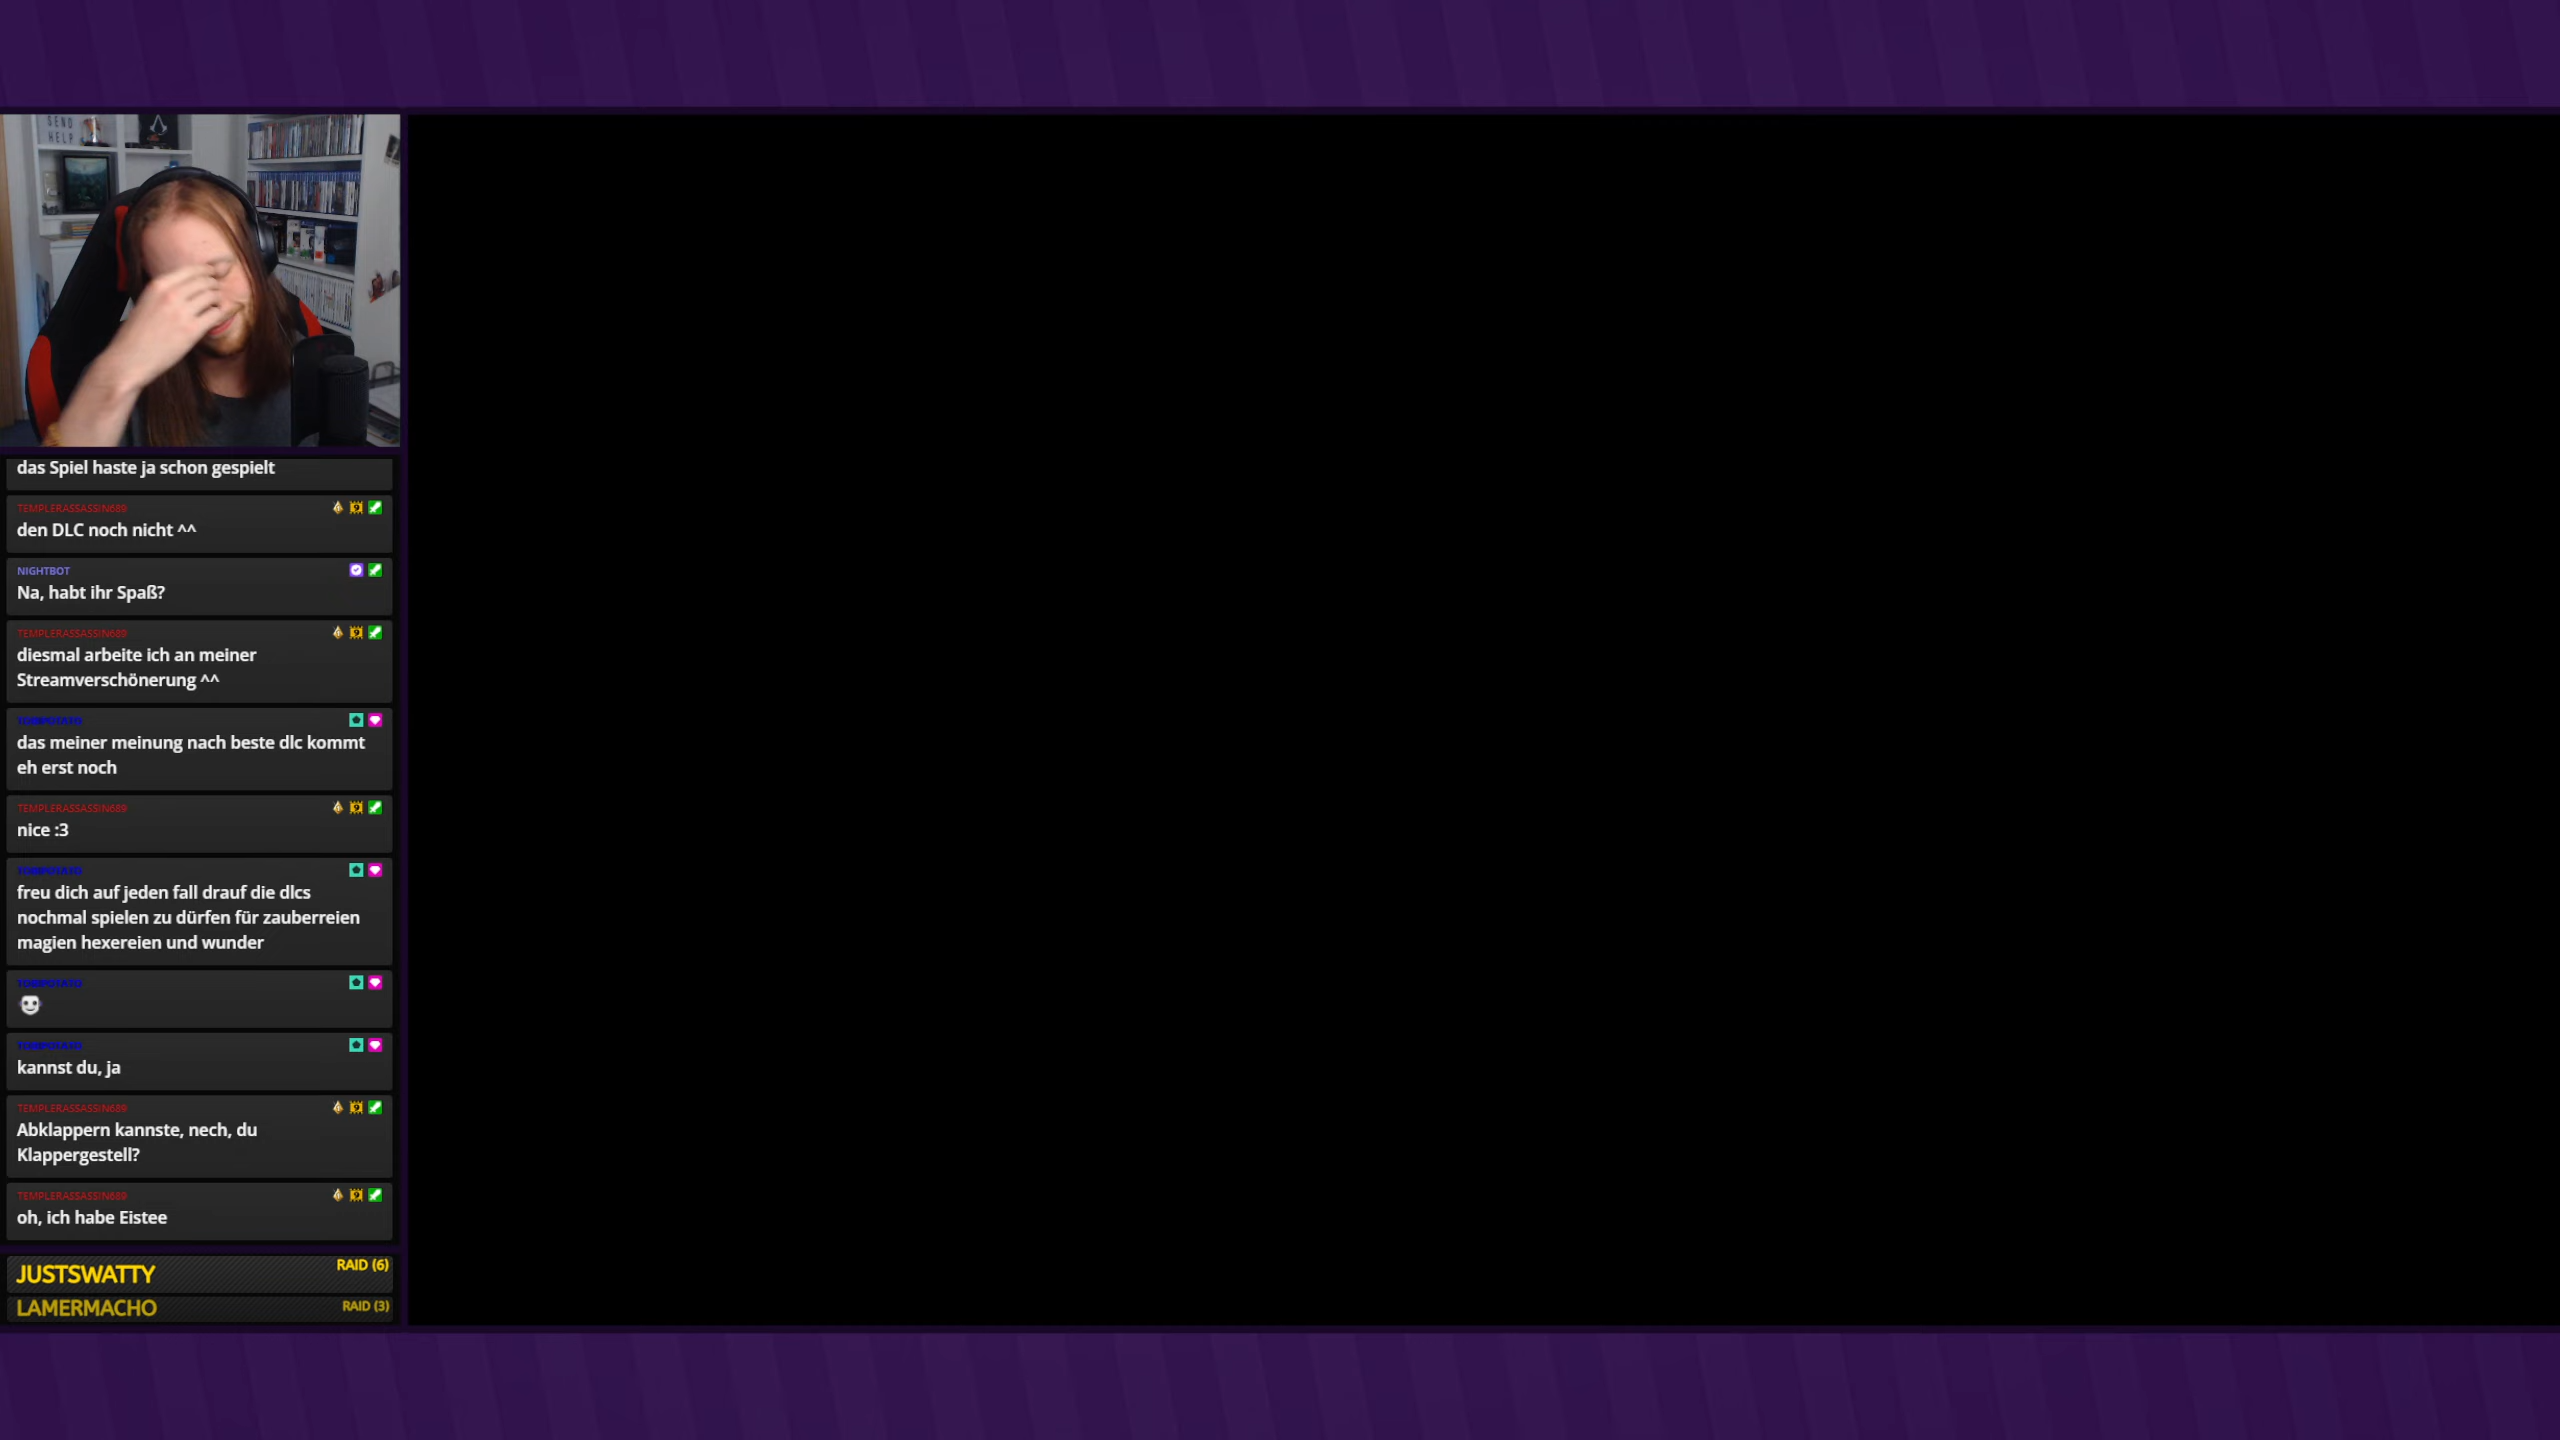 SEND
HELP
das Spiel haste ja schon gespielt
TEMPLERASSASSIN689
den DLC noch nicht ^^
NIGHTBOT
Na, habt ihr Spaß?
TEMPLERASSASSIN689
diesmal arbeite ich an meiner
Streamverschönerung ^^
das meiner meinung nach beste dlc kommt
eh erst noch
TEMPLERASSASSIN689
nice :3
freu dich auf jeden fall drauf die dlcs
nochmal spielen zu dürfen für zauberreien
magien hexereien und wunder
kannst du, ja
TEMPLERASSASSIN689
Abklappern kannste, nech, du
Klappergestell?
TEMPLERASSASSIN689
oh, ich habe Eistee
JUSTSWATTY RAID (6)
LAMERMACHO RAID (3)